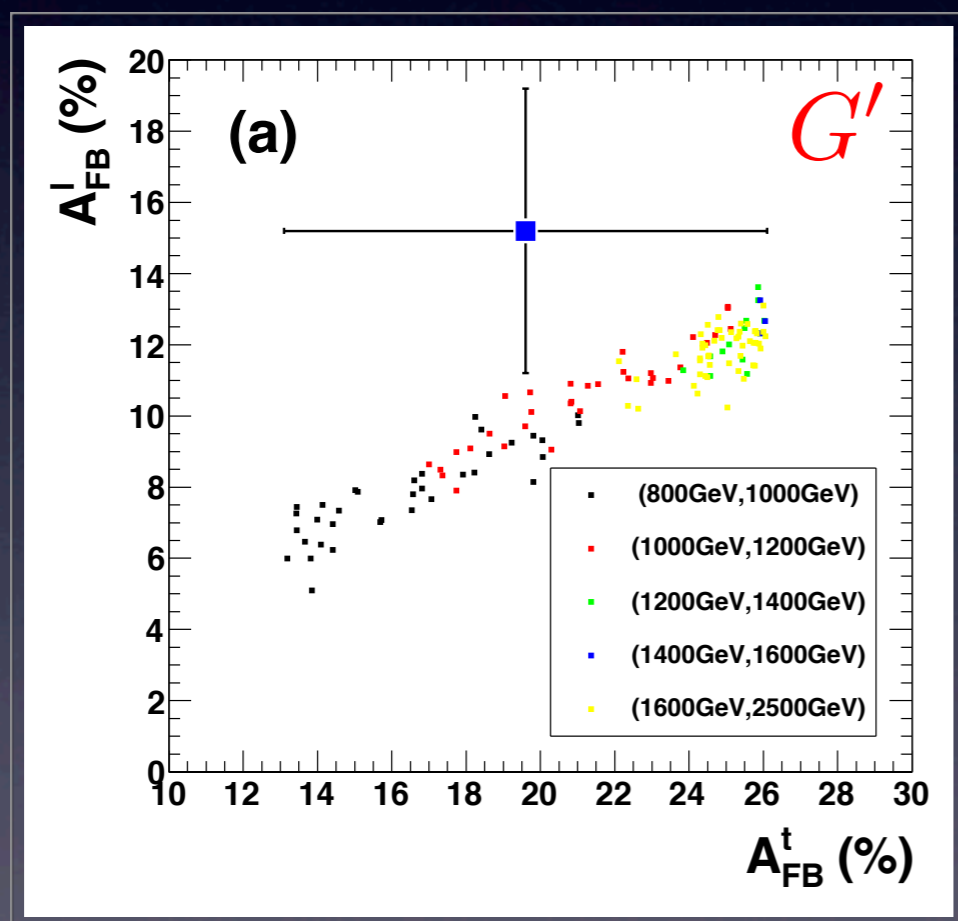 A^l_FB (%)
(a)
G′
20
18
16
14
12
10
8
6
4
2
0
10 12 14 16 18 20 22 24 26 28 30
A^t_FB (%)
(800GeV,1000GeV)
(1000GeV,1200GeV)
(1200GeV,1400GeV)
(1400GeV,1600GeV)
(1600GeV,2500GeV)